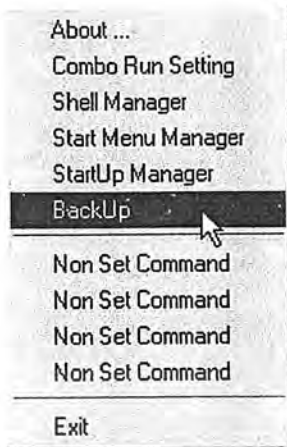 About ...
Combo Run Setting
Shell Manager
Start Menu Manager
StartUp Manager
BackUp
Non Set Command
Non Set Command
Non Set Command
Non Set Command
Exit